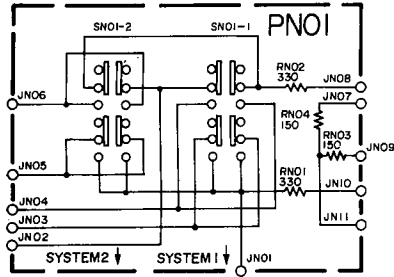 SN01-2
SN01-1
PN01
RN02
330
JN08
JN07
JN06
RN04
150
RN03
150
JN09
JN05
RN01
330
JN10
JN04
JN03
JN11
JN02
SYSTEM2 ↓
SYSTEM1 ↓
JN01